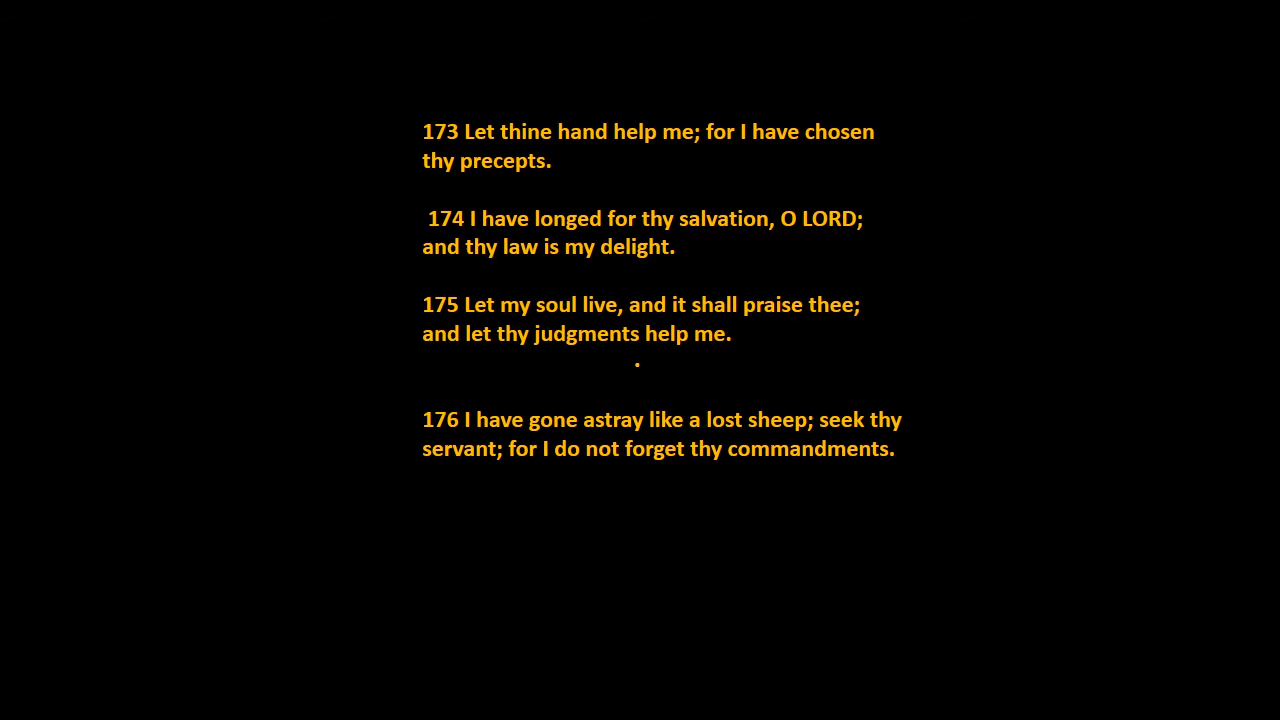 173 Let thine hand help me; for I have chosen
thy precepts.
174 I have longed for thy salvation, O LORD;
and thy law is my delight.
175 Let my soul live, and it shall praise thee;
and let thy judgments help me.
.
176 I have gone astray like a lost sheep; seek thy
servant; for I do not forget thy commandments.